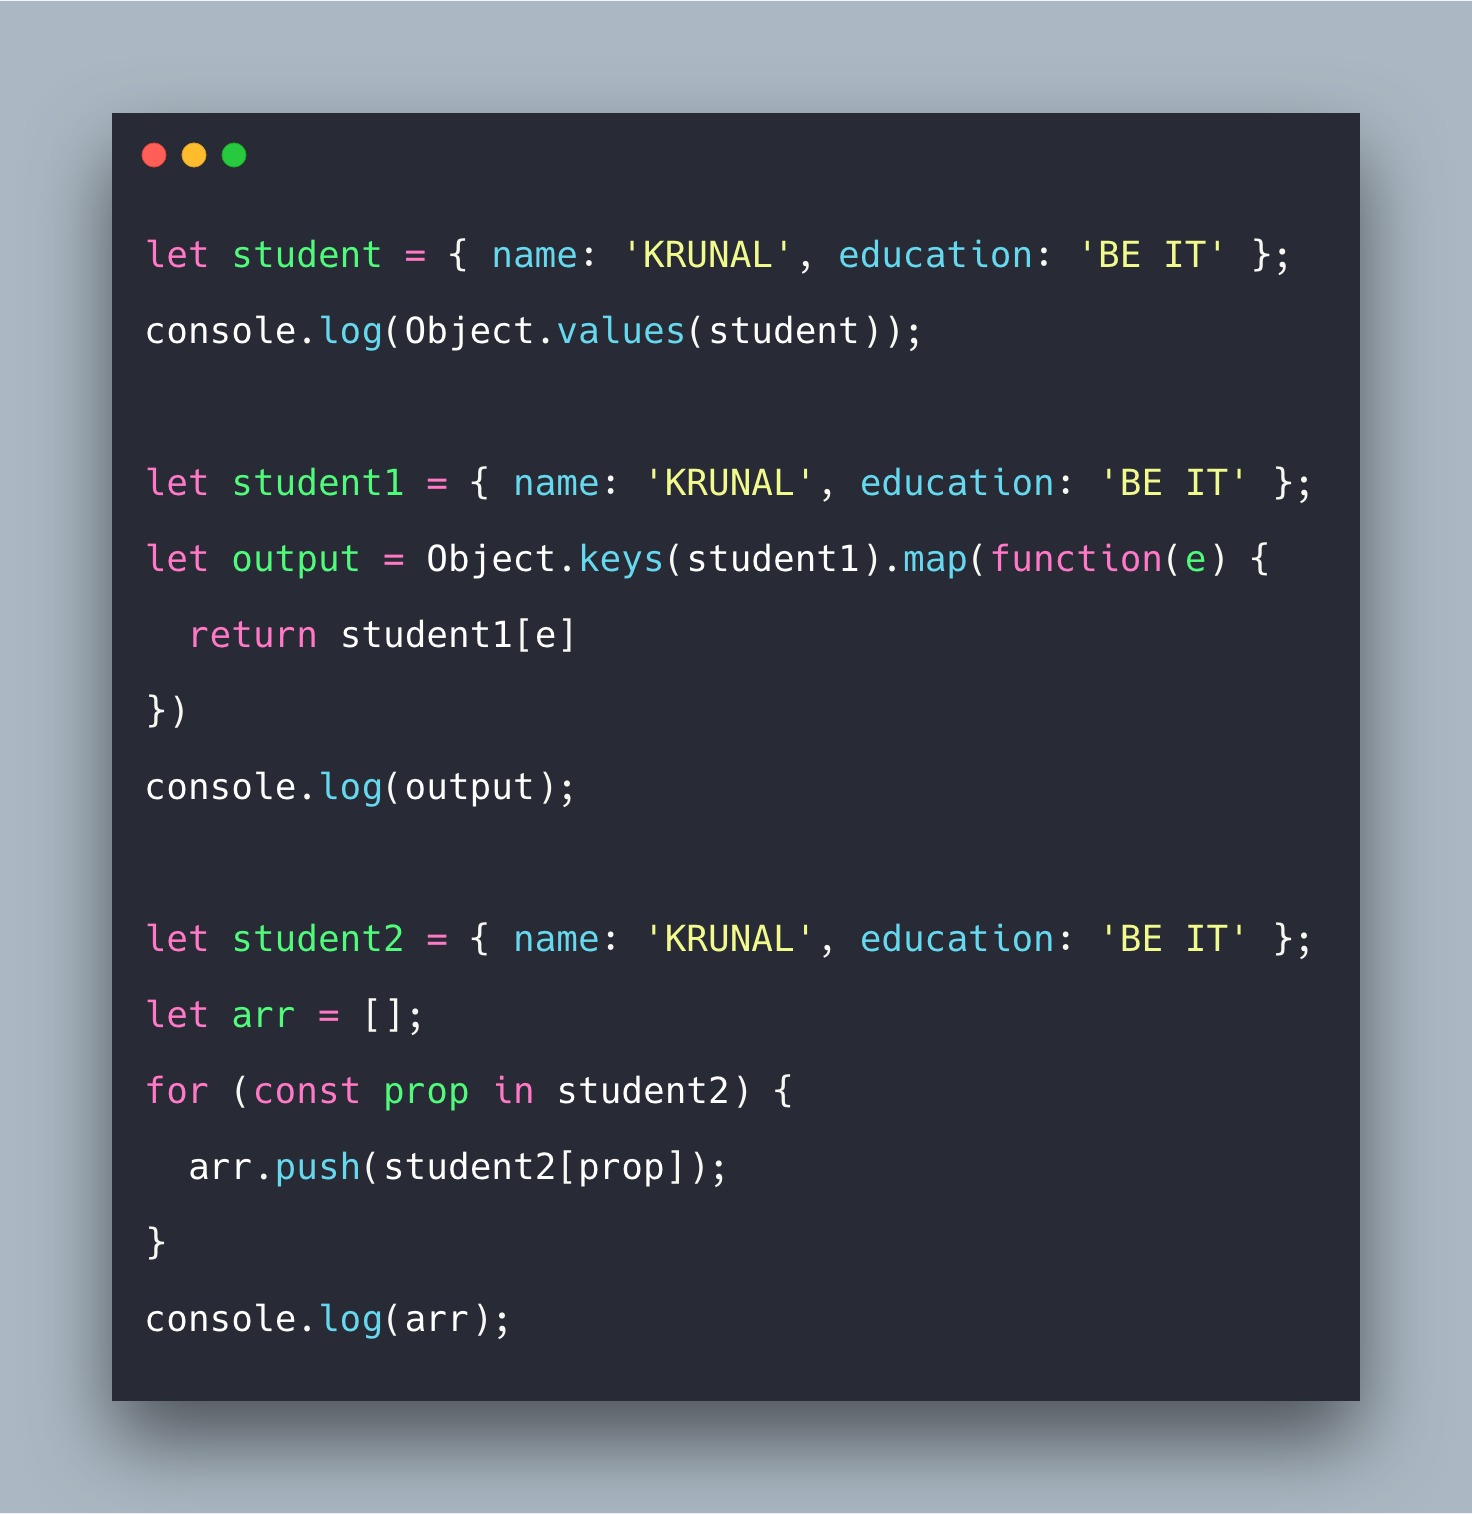 let student = { name: 'KRUNAL', education: 'BE IT' };
console.log(Object.values(student));

let student1 = { name: 'KRUNAL', education: 'BE IT' };
let output = Object.keys(student1).map(function(e) {
  return student1[e]
})
console.log(output);

let student2 = { name: 'KRUNAL', education: 'BE IT' };
let arr = [];
for (const prop in student2) {
  arr.push(student2[prop]);
}
console.log(arr);